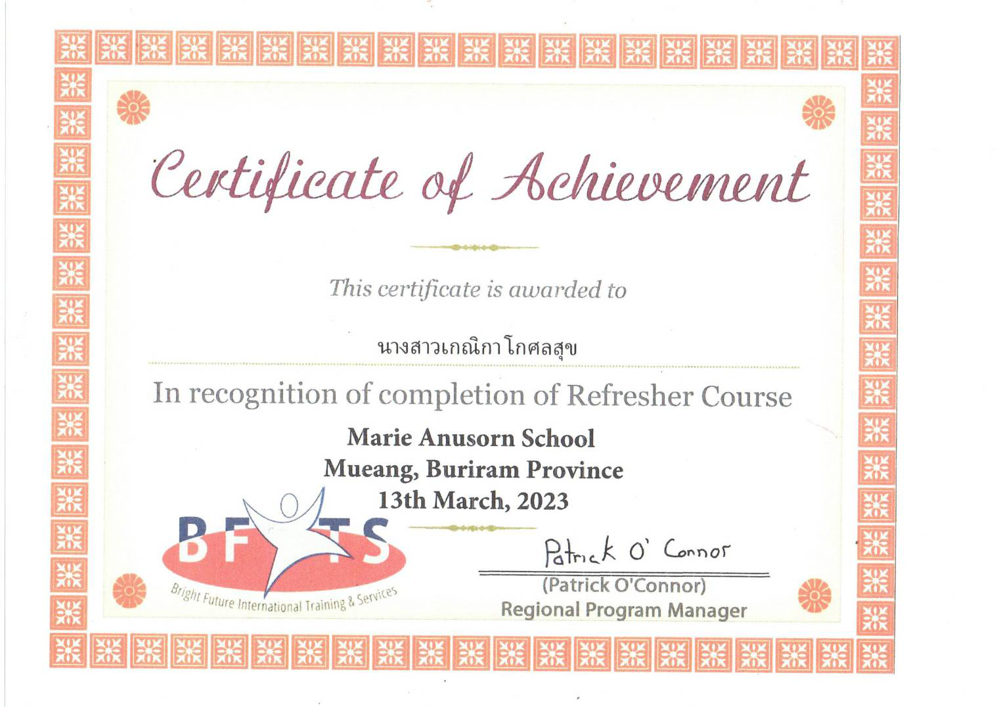 Certificate of Achievement
This certificate is awarded to
นางสาวเกณิกา โกศลสุข
In recognition of completion of Refresher Course
Marie Anusorn School
Mueang, Buriram Province
13th March, 2023
BFITS
Bright Future International Training & Services
Patrick O' Connor
(Patrick O'Connor)
Regional Program Manager